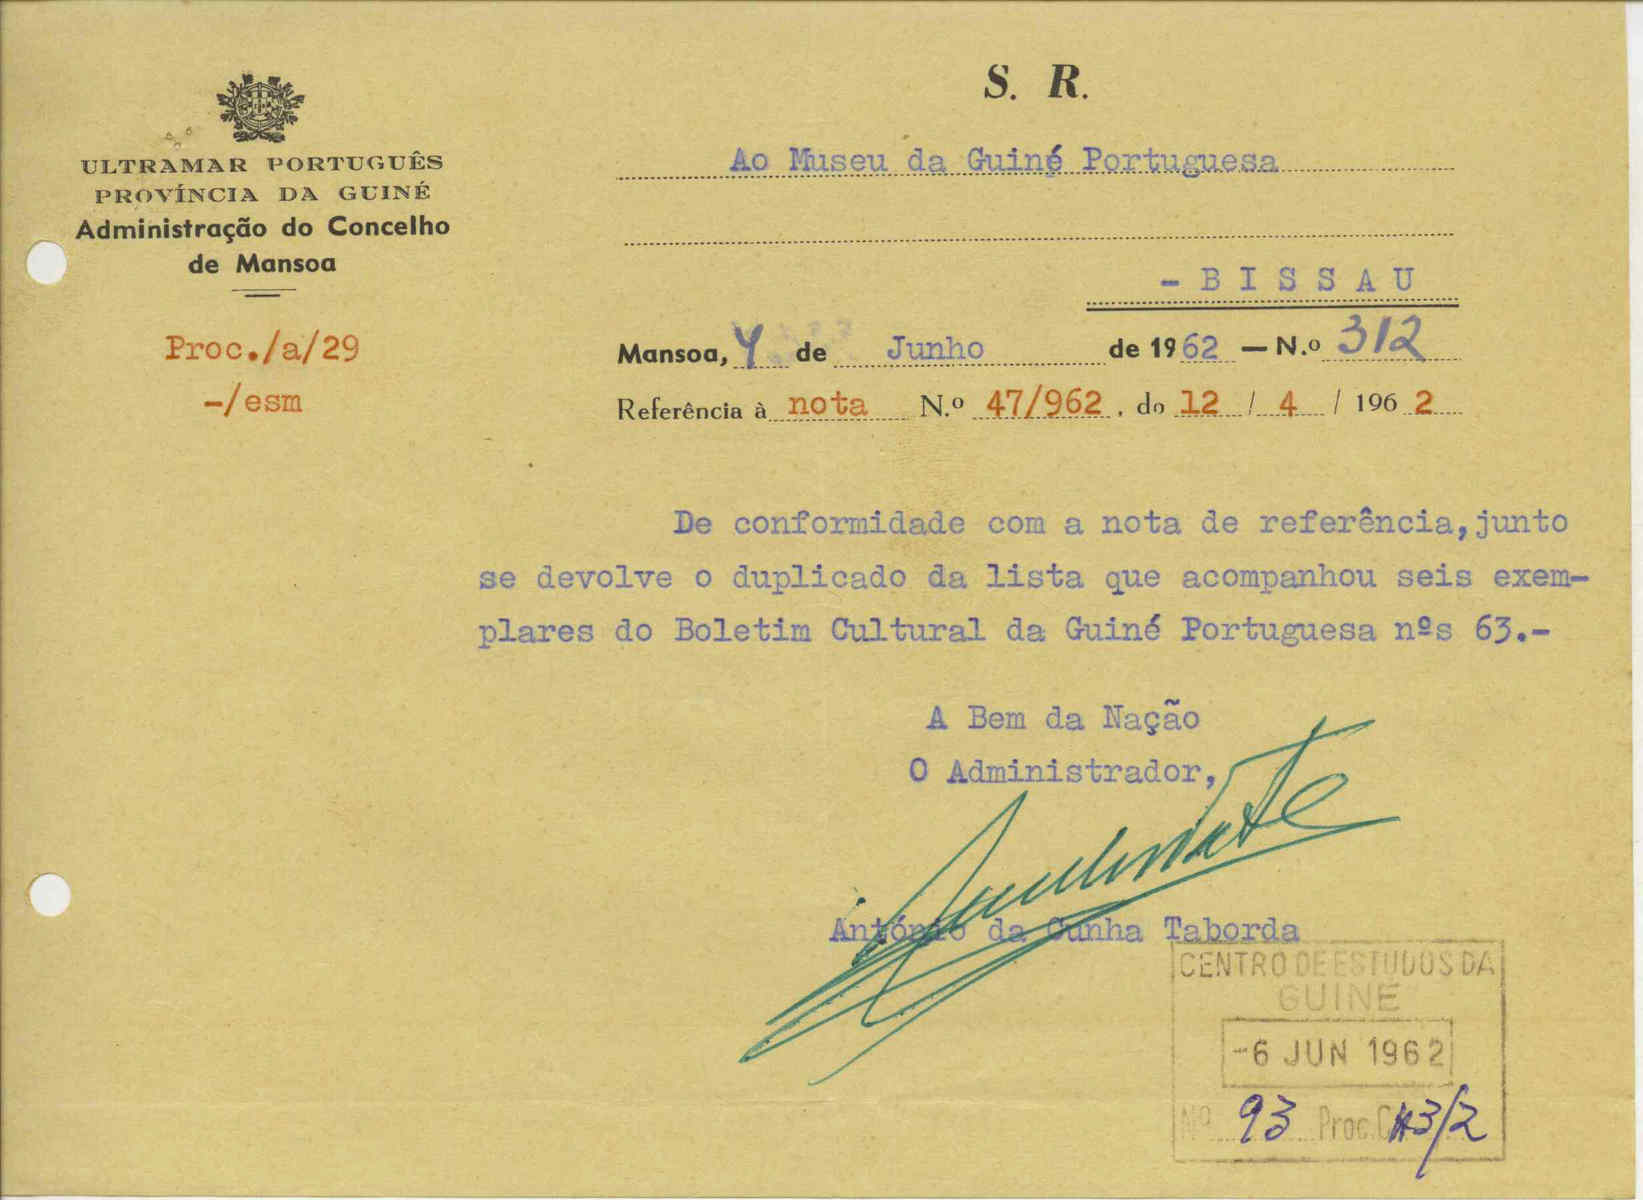 S. R.
ULTRAMAR PORTUGUÊS
PROVÍNCIA DA GUINÉ
Administração do Concelho
de Mansoa
Proc./a/29
-/esm
Ao Museu da Guiné Portuguesa
- B I S S A U
Mansoa, 4 de Junho de 1962 — N.º 312
Referência à nota N.º 47/962, do 12 / 4 / 1962
De conformidade com a nota de referência, junto
se devolve o duplicado da lista que acompanhou seis exem-
plares do Boletim Cultural da Guiné Portuguesa nºs 63.-
A Bem da Nação
O Administrador,
António da Cunha Taborda
CENTRO DE ESTUDOS DA
GUINÉ
-6 JUN 1962
Nº 93 Proc. 3/2